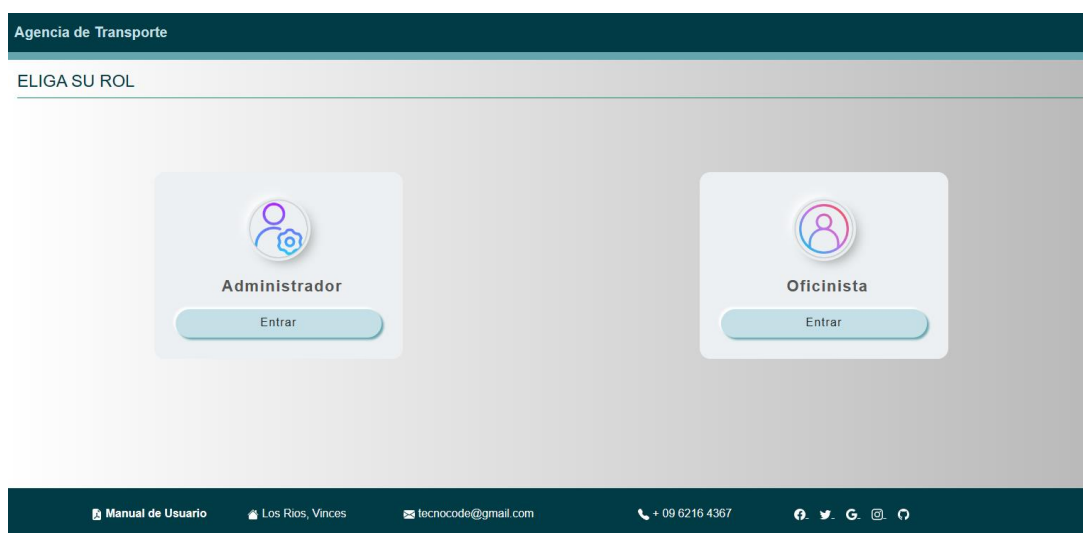 Agencia de Transporte
ELIGA SU ROL
Administrador
Entrar
Oficinista
Entrar
Manual de Usuario Los Rios, Vinces tecnocode@gmail.com + 09 6216 4367